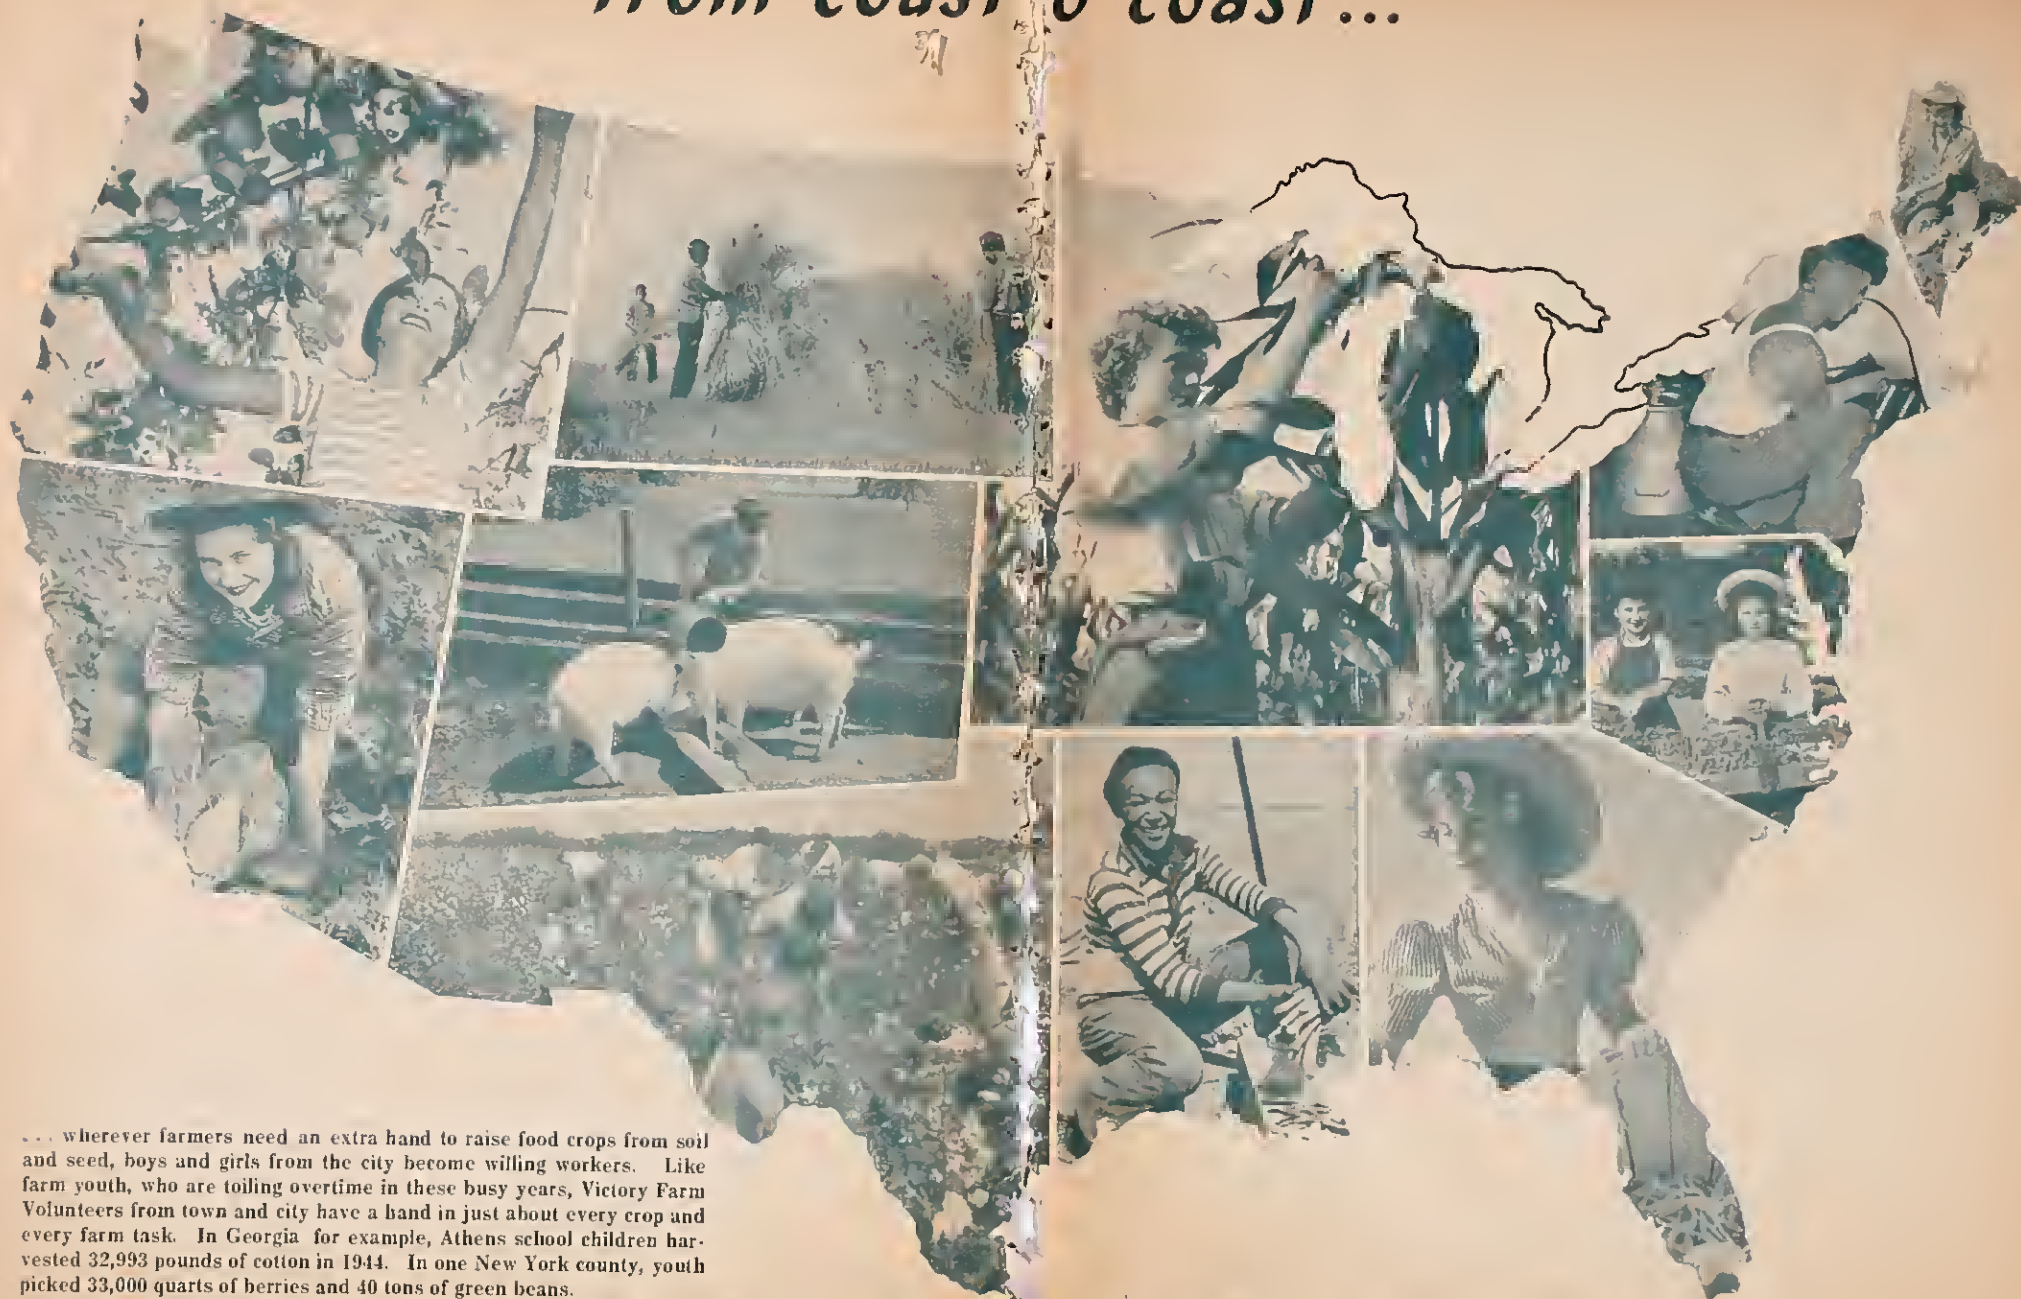 from coast to coast...
... wherever farmers need an extra hand to raise food crops from soil
and seed, boys and girls from the city become willing workers. Like
farm youth, who are toiling overtime in these busy years, Victory Farm
Volunteers from town and city have a hand in just about every crop and
every farm task. In Georgia for example, Athens school children har-
vested 32,993 pounds of cotton in 1944. In one New York county, youth
picked 33,000 quarts of berries and 40 tons of green beans.